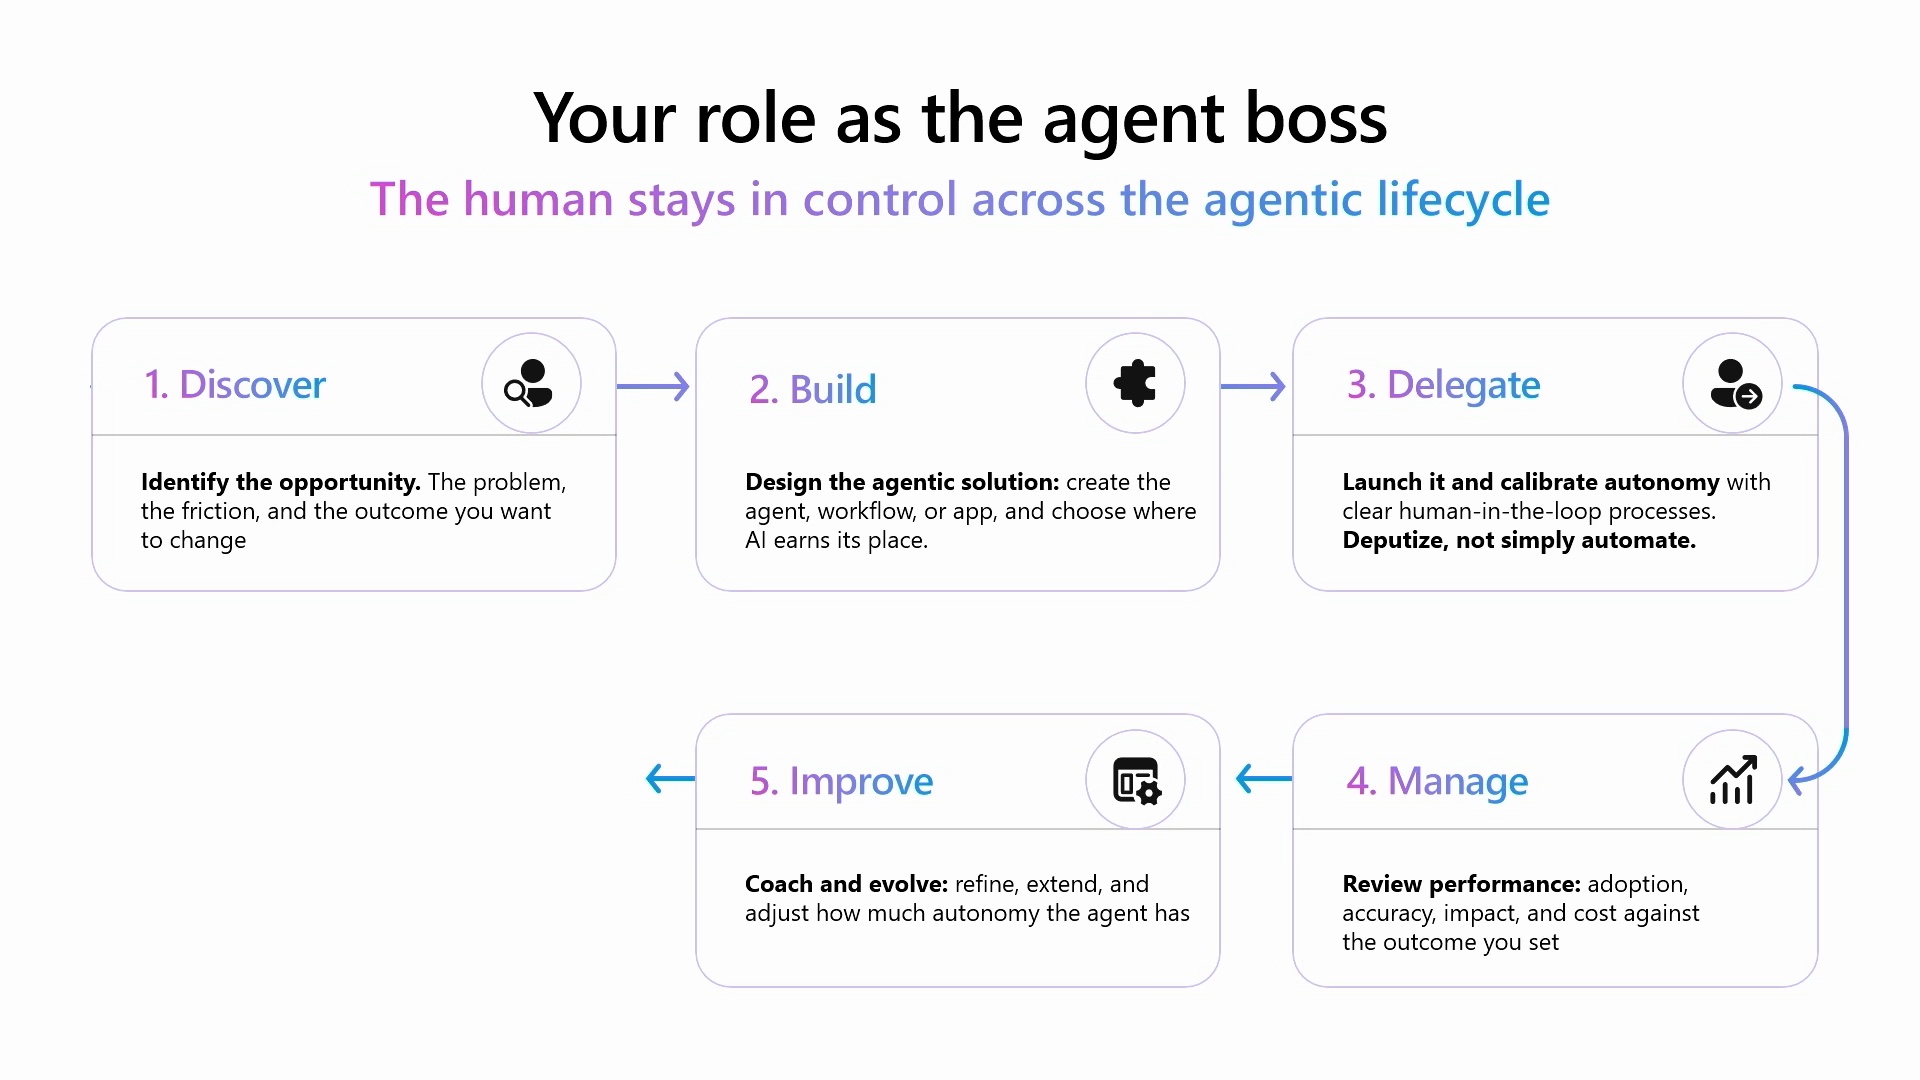 Your role as the agent boss
The human stays in control across the agentic lifecycle
1. Discover
Identify the opportunity. The problem,
the friction, and the outcome you want
to change
2. Build
Design the agentic solution: create the
agent, workflow, or app, and choose where
AI earns its place.
3. Delegate
Launch it and calibrate autonomy with
clear human-in-the-loop processes.
Deputize, not simply automate.
4. Manage
Review performance: adoption,
accuracy, impact, and cost against
the outcome you set
5. Improve
Coach and evolve: refine, extend, and
adjust how much autonomy the agent has